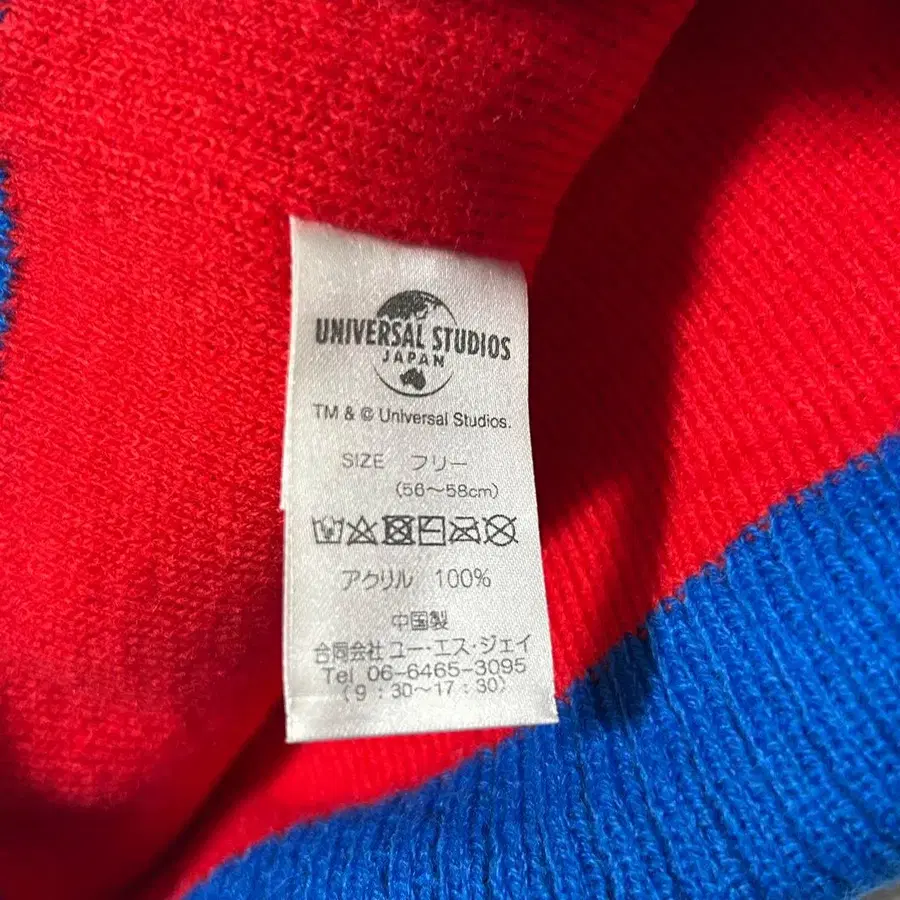 UNIVERSAL STUDIOS
JAPAN
TM & © Universal Studios.
SIZE フリー
(56〜58cm)
アクリル 100%
中国製
合同会社 ユー・エス・ジェイ
Tel 06-6465-3095
(9:30〜17:30)